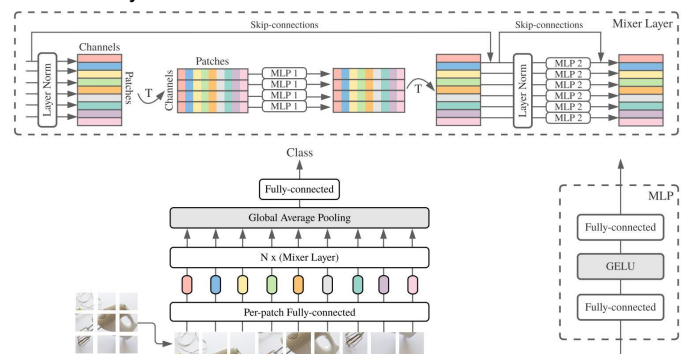 Skip-connections
Skip-connections
Mixer Layer
Channels
Patches
Layer Norm
Patches
T
Channels
MLP 1
MLP 1
MLP 1
MLP 1
T
Layer Norm
MLP 2
MLP 2
MLP 2
MLP 2
MLP 2
MLP 2
Class
Fully-connected
Global Average Pooling
N x (Mixer Layer)
Per-patch Fully-connected
MLP
Fully-connected
GELU
Fully-connected